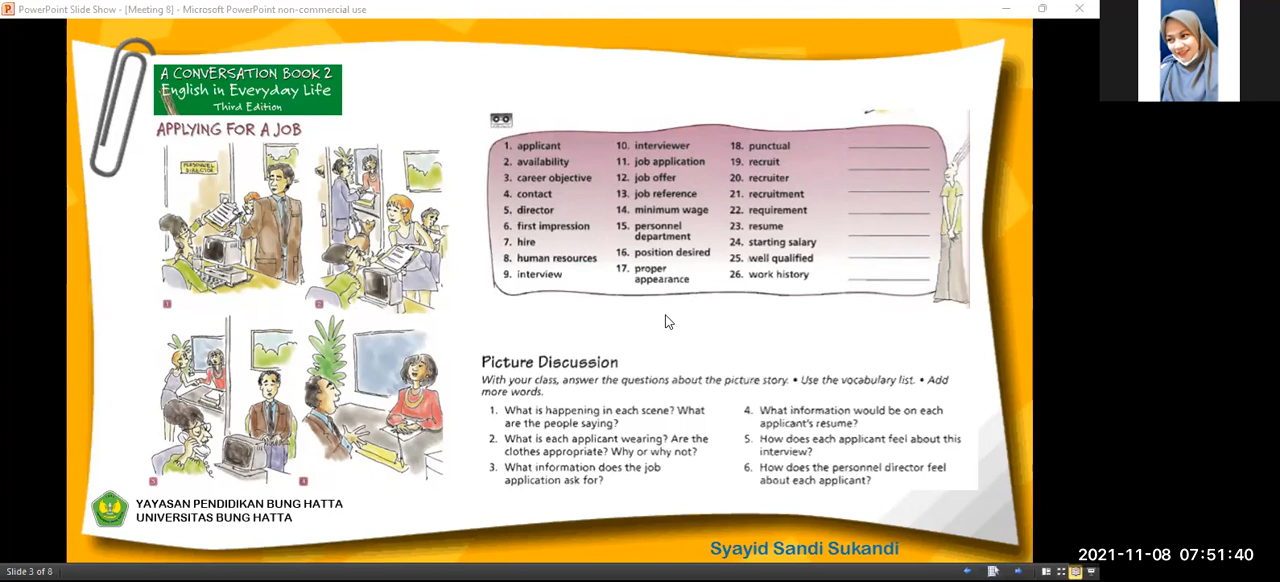 PowerPoint Slide Show - [Meeting 8] - Microsoft PowerPoint non-commercial use
A CONVERSATION BOOK 2
English in Everyday Life
Third Edition
APPLYING FOR A JOB
PERSONNEL
DIRECTOR
1
2
3
4
1. applicant
2. availability
3. career objective
4. contact
5. director
6. first impression
7. hire
8. human resources
9. interview
10. interviewer
11. job application
12. job offer
13. job reference
14. minimum wage
15. personnel
department
16. position desired
17. proper
appearance
18. punctual
19. recruit
20. recruiter
21. recruitment
22. requirement
23. resume
24. starting salary
25. well qualified
26. work history
Picture Discussion
With your class, answer the questions about the picture story. • Use the vocabulary list. • Add
more words.
1. What is happening in each scene? What
are the people saying?
2. What is each applicant wearing? Are the
clothes appropriate? Why or why not?
3. What information does the job
application ask for?
4. What information would be on each
applicant's resume?
5. How does each applicant feel about this
interview?
6. How does the personnel director feel
about each applicant?
YAYASAN PENDIDIKAN BUNG HATTA
UNIVERSITAS BUNG HATTA
Syayid Sandi Sukandi
2021-11-08 07:51:40
Slide 3 of 8